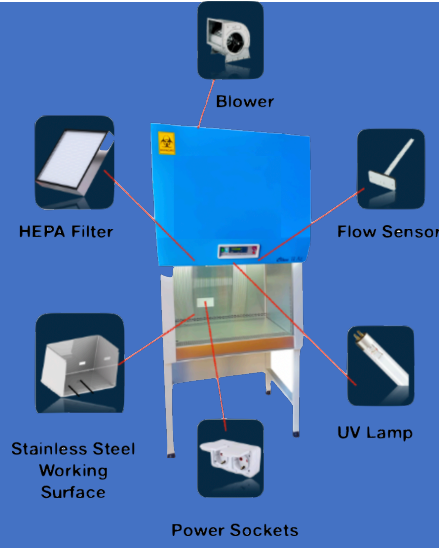 Blower
HEPA Filter
Flow Sensor
Stainless Steel
Working
Surface
UV Lamp
Power Sockets